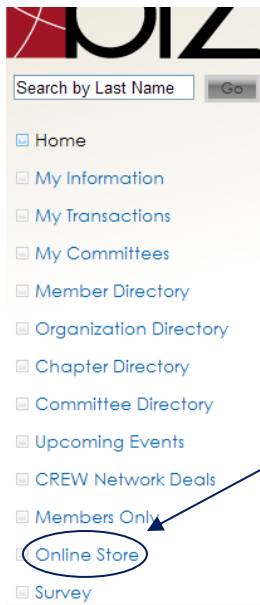 biz
Search by Last Name Go
Home
My Information
My Transactions
My Committees
Member Directory
Organization Directory
Chapter Directory
Committee Directory
Upcoming Events
CREW Network Deals
Members Only
Online Store
Survey